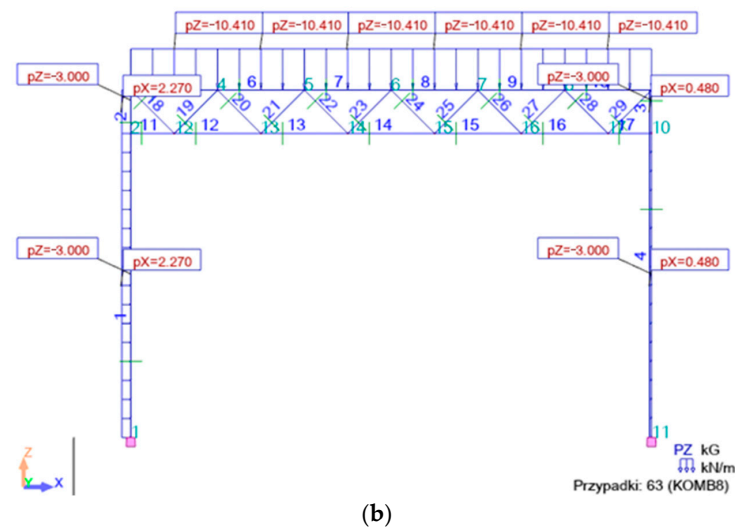 pZ=-10.410 pZ=-10.410 pZ=-10.410 pZ=-10.410 pZ=-10.410 pZ=-10.410
pZ=-3.000 pX=2.270 4 6 5 7 6 8 7 9 pZ=-3.000 pX=0.480
2 18 19 20 21 22 23 24 25 26 27 28 29 3
2 11 12 12 13 13 14 14 15 15 16 16 17 17 10
pZ=-3.000 pX=2.270 pZ=-3.000 4 pX=0.480
1
1 11
Z
Y X
PZ kG
kN/m
Przypadki: 63 (KOMB8)
(b)